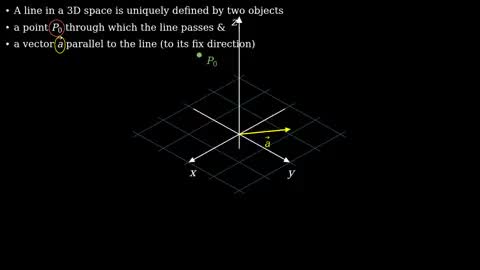 • A line in a 3D space is uniquely defined by two objects
• a point P₀ through which the line passes &
• a vector a⃗ parallel to the line (to its fix direction)
z
P₀
a⃗
x
y